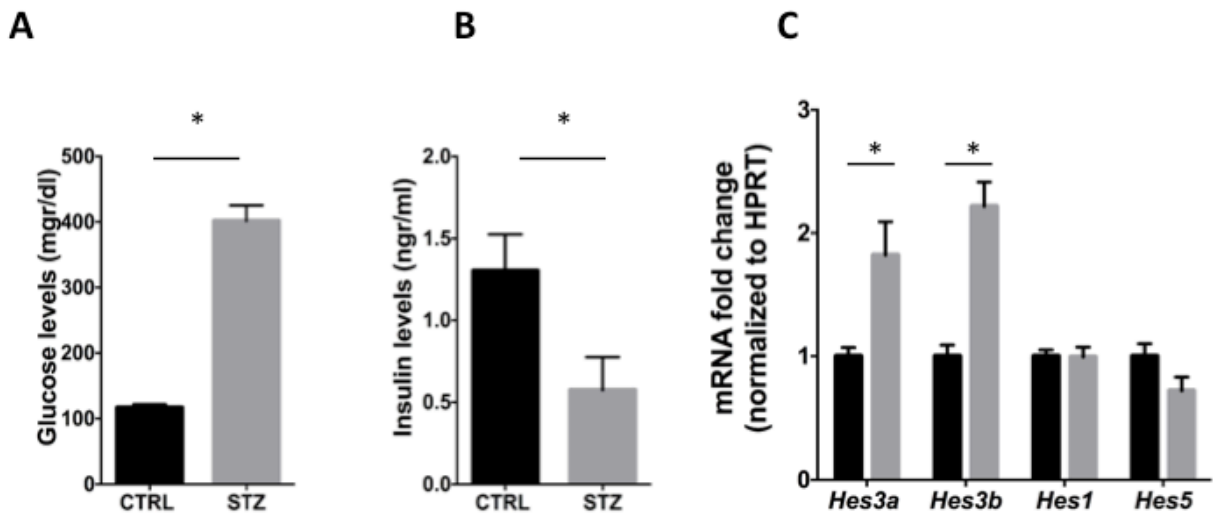 A
B
C
*
Glucose levels (mgr/dl)
500
400
300
200
100
0
CTRL STZ
*
Insulin levels (ngr/ml)
2.0
1.5
1.0
0.5
0.0
CTRL STZ
mRNA fold change
(normalized to HPRT)
3
2
1
0
* *
Hes3a Hes3b Hes1 Hes5